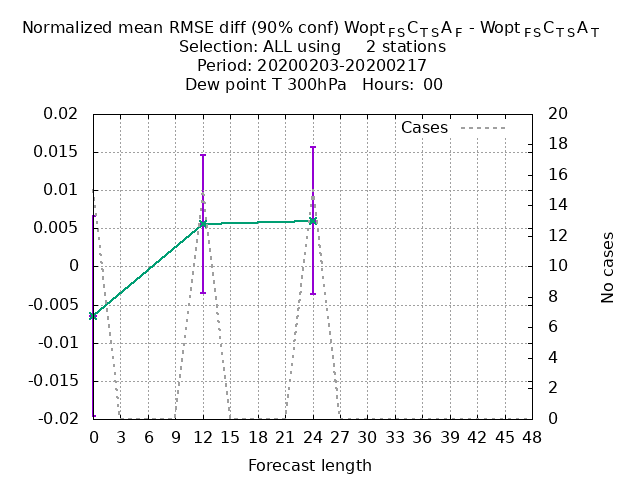 Normalized mean RMSE diff (90% conf) Wopt FS C TS A F - Wopt FS C TS A T
Selection: ALL using 2 stations
Period: 20200203-20200217
Dew point T 300hPa Hours: 00
Cases
0.02
0.015
0.01
0.005
0
-0.005
-0.01
-0.015
-0.02
20
18
16
14
12
10
8
6
4
2
0
No cases
0 3 6 9 12 15 18 21 24 27 30 33 36 39 42 45 48
Forecast length